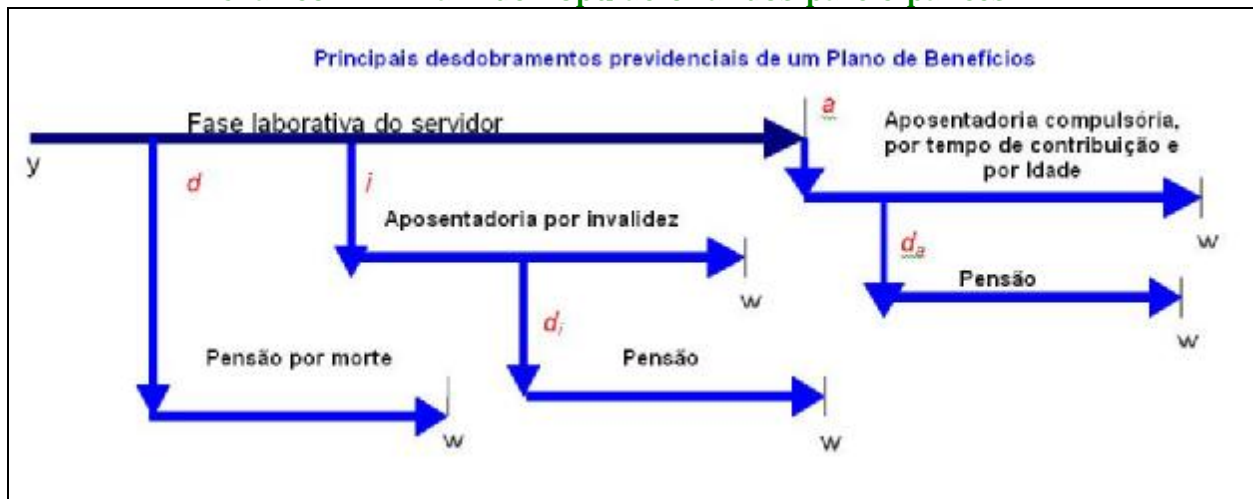 Principais desdobramentos previdenciais de um Plano de Benefícios
Fase laborativa do servidor
a
Aposentadoria compulsória,
por tempo de contribuição e
por Idade
y
d
i
Aposentadoria por invalidez
w
da
Pensão
w
w
di
Pensão por morte
Pensão
w
w